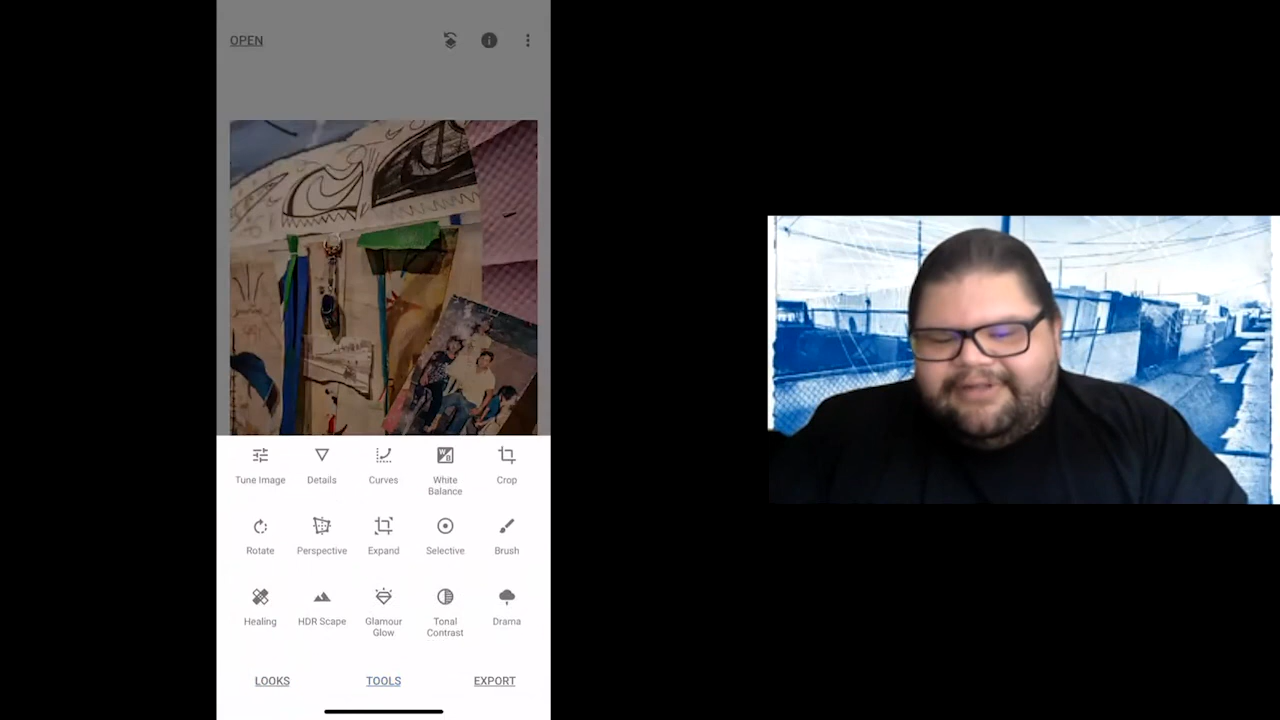 OPEN
Tune Image
Details
Curves
White
Balance
Crop
Rotate
Perspective
Expand
Selective
Brush
Healing
HDR Scape
Glamour
Glow
Tonal
Contrast
Drama
LOOKS
TOOLS
EXPORT